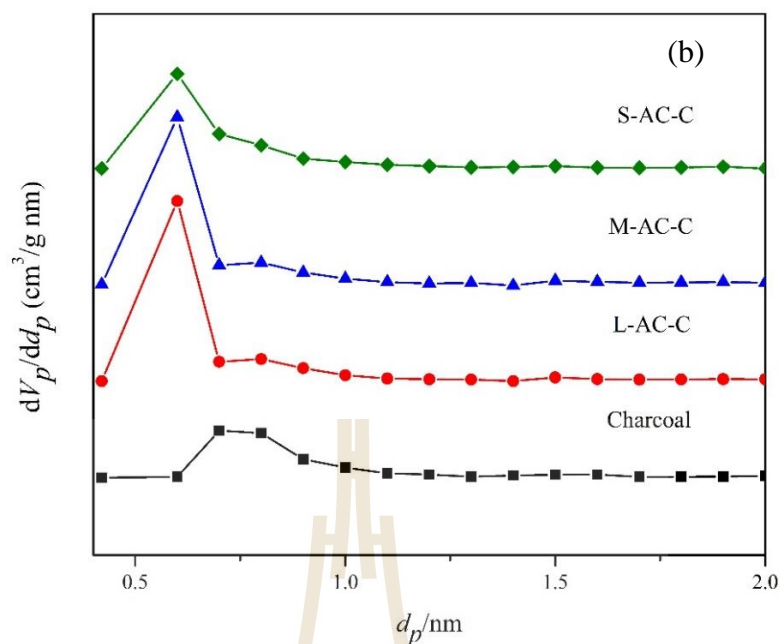 (b)
S-AC-C
M-AC-C
L-AC-C
Charcoal
dVₚ/ddₚ (cm³/g nm)
0.5 1.0 1.5 2.0
dₚ/nm